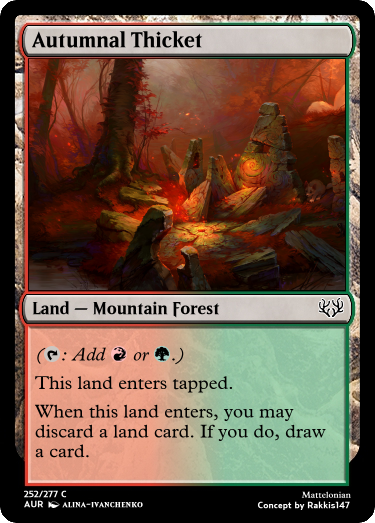 Autumnal Thicket
Land — Mountain Forest
(: Add or .)
This land enters tapped.
When this land enters, you may
discard a land card. If you do, draw
a card.
252/277 C
Mattelonian
AUR ALINA-IVANCHENKO
Concept by Rakkis147